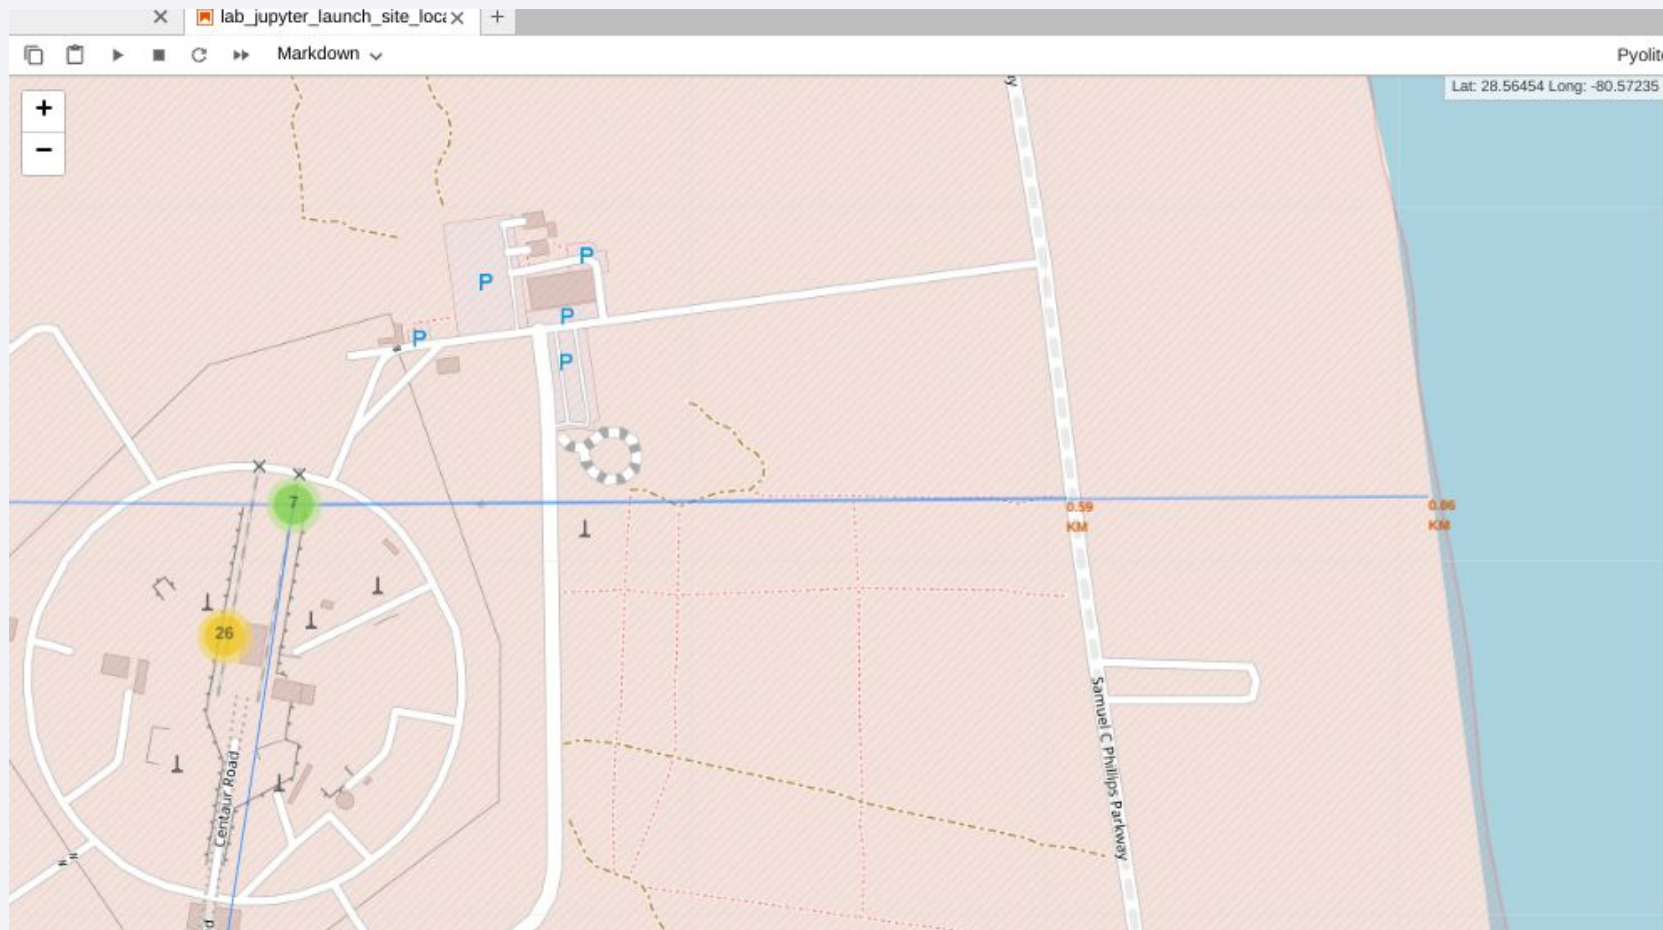 lab_jupyter_launch_site_loca
Markdown
Pyolite
+
Lat: 28.56454 Long: -80.57235
−
P
P
P
P
P
7
0.59
KM
0.86
KM
26
Samuel C Phillips Parkway
Centaur Road